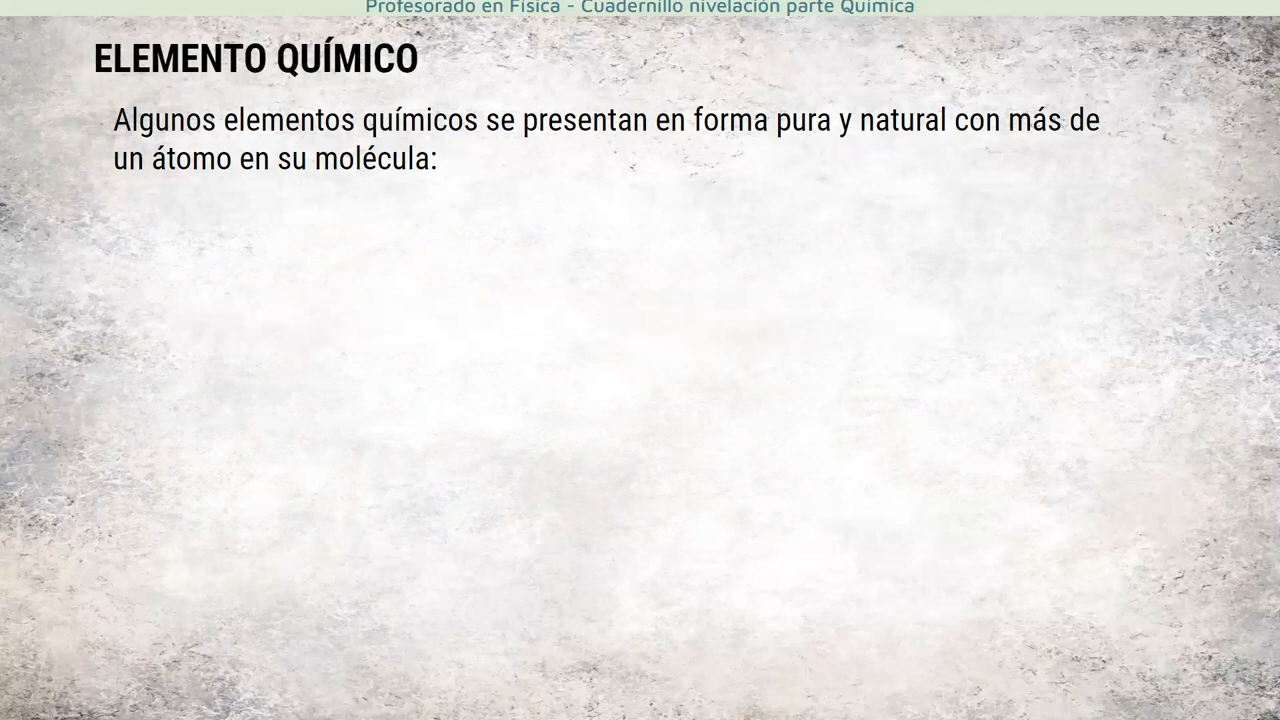 Profesorado en Física - Cuadernillo nivelación parte Química
ELEMENTO QUÍMICO
Algunos elementos químicos se presentan en forma pura y natural con más de
un átomo en su molécula: